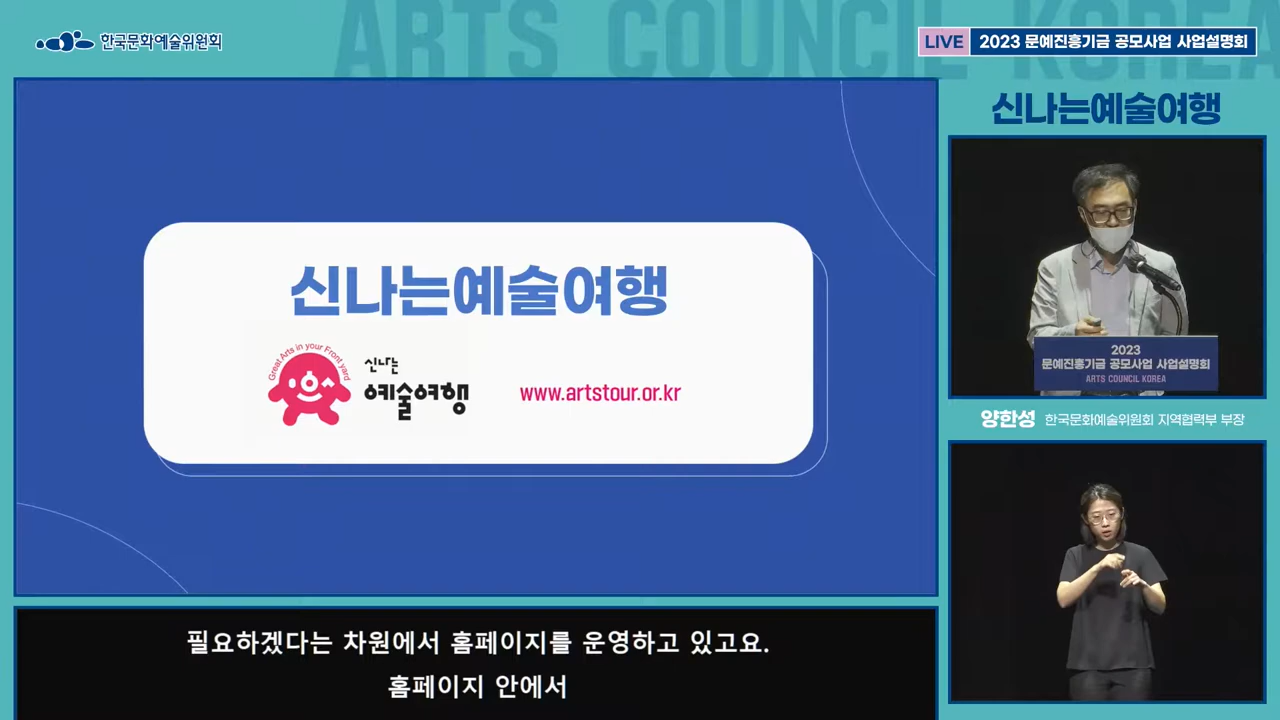 ARTS COUNCIL KOREA
한국문화예술위원회
LIVE 2023 문예진흥기금 공모사업 사업설명회
신나는예술여행
신나는예술여행
Great Arts in your Front yard
신나는
예술여행
www.artstour.or.kr
2023
문예진흥기금 공모사업 사업설명회
ARTS COUNCIL KOREA
양한성 한국문화예술위원회 지역협력부 부장
필요하겠다는 차원에서 홈페이지를 운영하고 있고요.
홈페이지 안에서